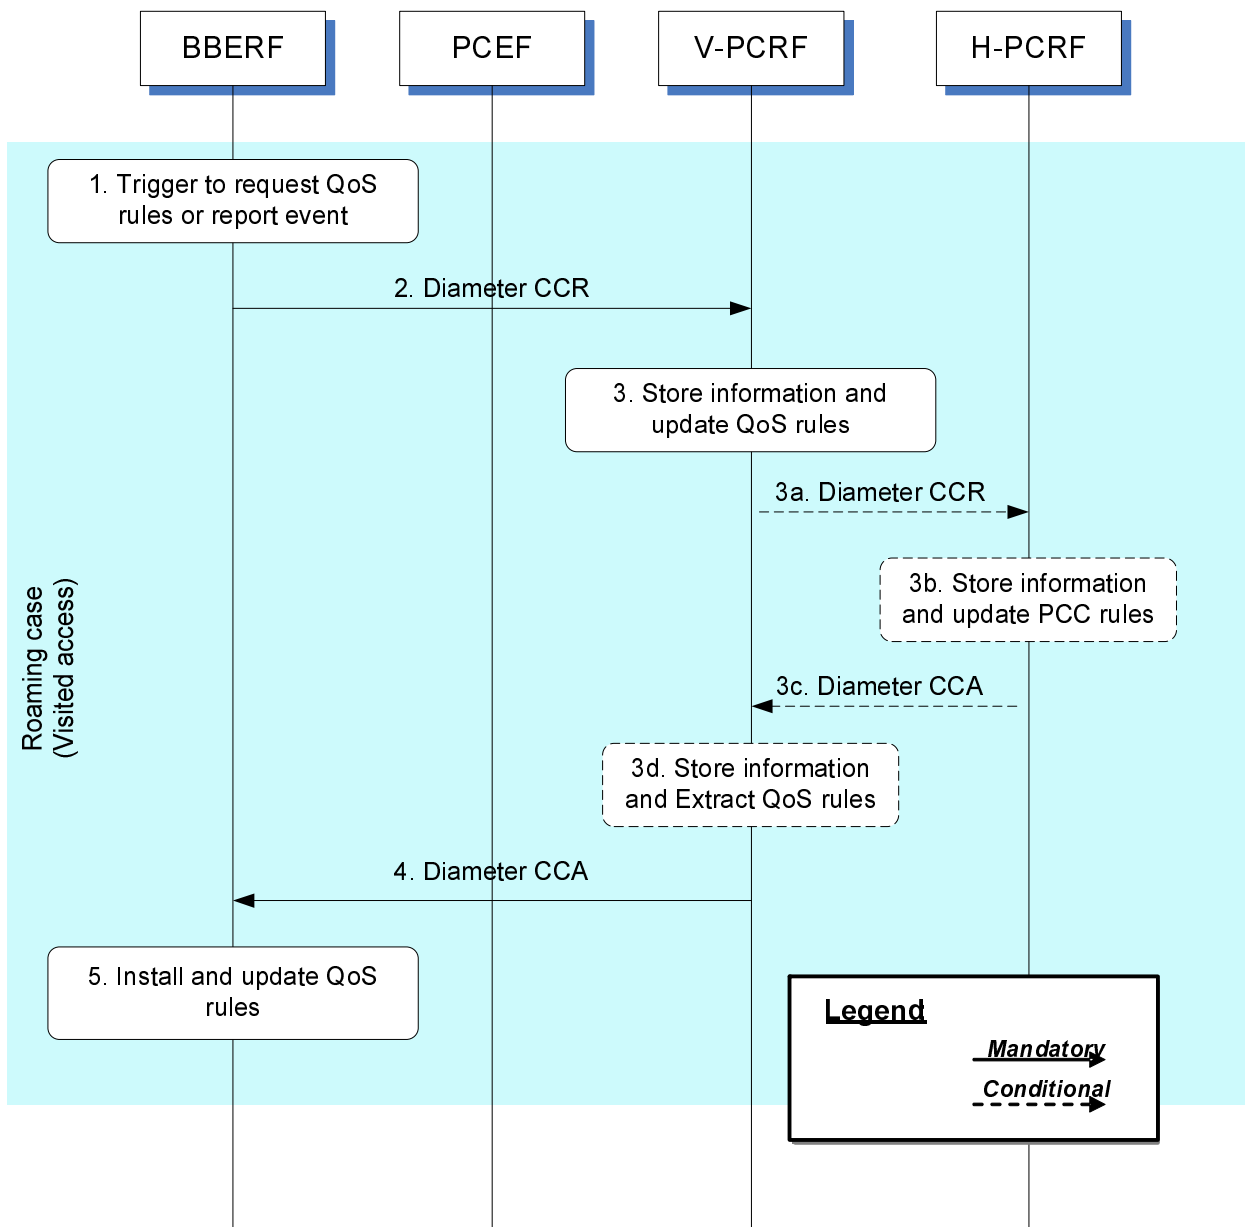 BBERF
PCEF
V-PCRF
H-PCRF
1. Trigger to request QoS
rules or report event
2. Diameter CCR
3. Store information and
update QoS rules
3a. Diameter CCR
3b. Store information
and update PCC rules
Roaming case
(Visited access)
3c. Diameter CCA
3d. Store information
and Extract QoS rules
4. Diameter CCA
5. Install and update QoS
rules
Legend
Mandatory
Conditional